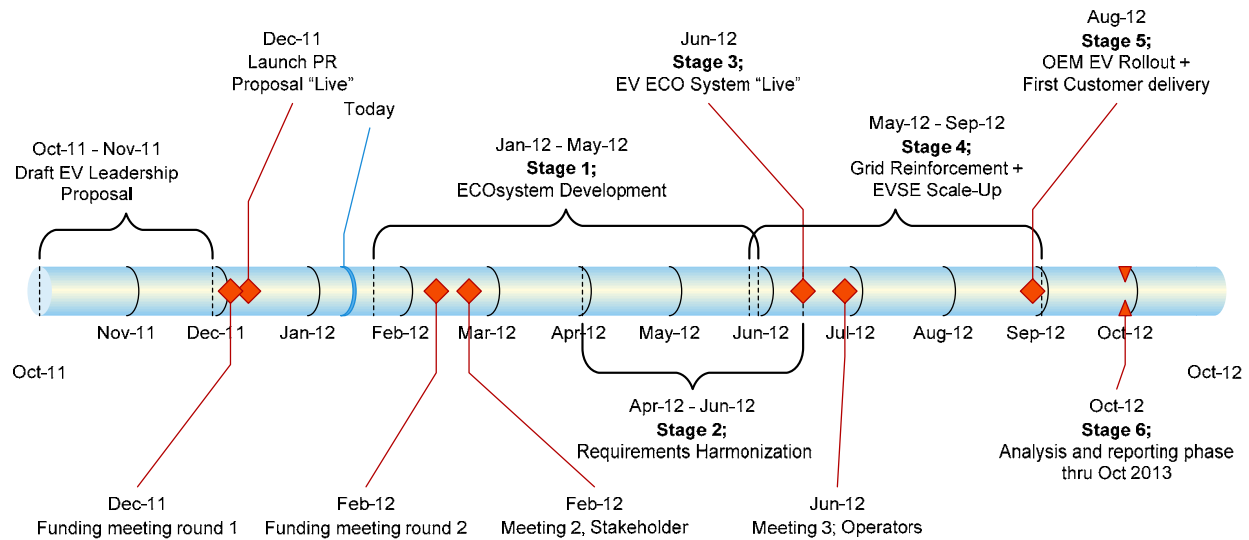 Dec-11
Launch PR
Proposal “Live”
Today
Oct-11 - Nov-11
Draft EV Leadership
Proposal
Jan-12 - May-12
Stage 1;
ECOsystem Development
Jun-12
Stage 3;
EV ECO System “Live”
May-12 - Sep-12
Stage 4;
Grid Reinforcement +
EVSE Scale-Up
Aug-12
Stage 5;
OEM EV Rollout +
First Customer delivery
Nov-11
Dec-11
Jan-12
Feb-12
Mar-12
Apr-12
May-12
Jun-12
Jul-12
Aug-12
Sep-12
Oct-12
Oct-11
Oct-12
Apr-12 - Jun-12
Stage 2;
Requirements Harmonization
Oct-12
Stage 6;
Analysis and reporting phase
thru Oct 2013
Dec-11
Funding meeting round 1
Feb-12
Funding meeting round 2
Feb-12
Meeting 2, Stakeholder
Jun-12
Meeting 3; Operators